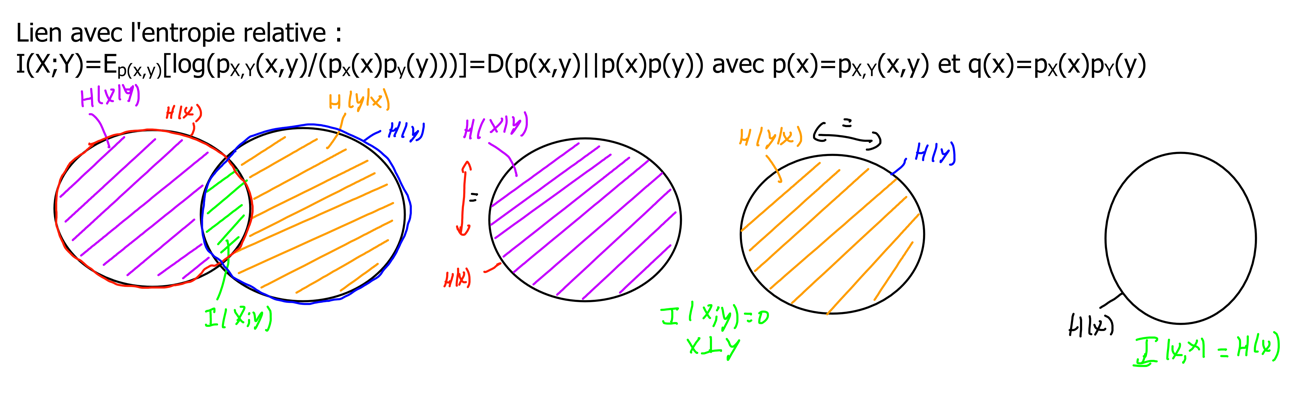 Lien avec l'entropie relative :
I(X;Y)=E_p(x,y)[log(p_X,Y(x,y)/(p_x(x)p_y(y)))]=D(p(x,y)||p(x)p(y)) avec p(x)=p_X,Y(x,y) et q(x)=p_X(x)p_Y(y)
H(X|Y)
H(X)
H(Y|X)
H(Y)
I(X;Y)
H(X|Y)
=
H(X)
I(X;Y)=0
X⊥Y
H(Y|X)
=
H(Y)
H(X)
I(X,X)=H(X)